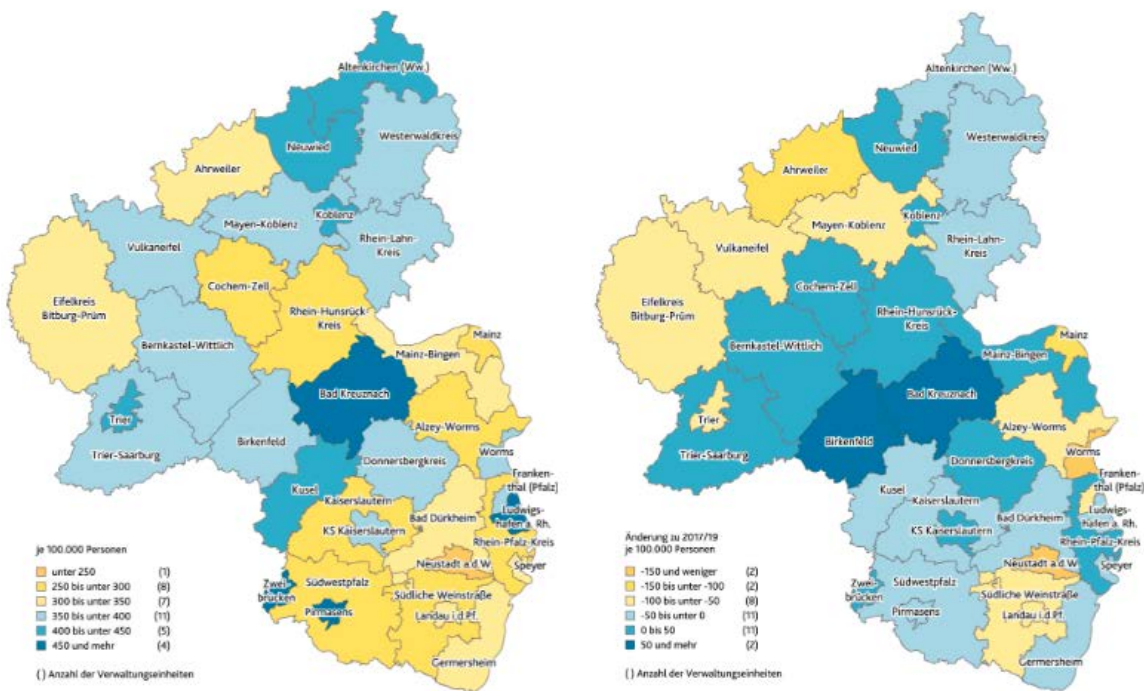 Altenkirchen (Ww.)
Westerwaldkreis
Neuwied
Ahrweiler
Koblenz
Mayen-Koblenz
Rhein-Lahn-
Kreis
Vulkaneifel
Cochem-Zell
Eifelkreis
Bitburg-Prüm
Rhein-Hunsrück
Kreis
Bernkastel-Wittlich
Mainz
Mainz-Bingen
Bad Kreuznach
Trier
Alzey-Worms
Birkenfeld
Trier-Saarburg
Donnersbergkreis
Worms
Kusel
Franken-
thal (Pfalz)
Kaiserslautern
Ludwigs-
hafen a. Rh.
Bad Dürkheim
KS Kaiserslautern
Rhein-Pfalz-Kreis
Neustadt a.d.W
Speyer
Zwei-
brücken
Südwestpfalz
Südliche Weinstraße
Pirmasens
Landau i.d.Pf.
Germersheim
je 100.000 Personen
unter 250 (1)
250 bis unter 300 (8)
300 bis unter 350 (7)
350 bis unter 400 (11)
400 bis unter 450 (5)
450 und mehr (4)
( ) Anzahl der Verwaltungseinheiten
Altenkirchen (Ww.)
Westerwaldkreis
Neuwied
Ahrweiler
Koblenz
Mayen-Koblenz
Rhein-Lahn-
Kreis
Vulkaneifel
Cochem-Zell
Eifelkreis
Bitburg-Prüm
Rhein-Hunsrück-
Kreis
Bernkastel-Wittlich
Mainz
Mainz-Bingen
Bad Kreuznach
Trier
Alzey-Worms
Birkenfeld
Trier-Saarburg
Donnersbergkreis
Worms
Kusel
Franken-
thal (Pfalz)
Kaiserslautern
Ludwigs-
hafen a. Rh.
Bad Dürkheim
KS Kaiserslautern
Rhein-Pfalz-Kreis
Neustadt a.d.W
Speyer
Zwei-
brücken
Südwestpfalz
Südliche Weinstraße
Pirmasens
Landau i.d.Pf.
Germersheim
Änderung zu 2017/19
je 100.000 Personen
-150 und weniger (2)
-150 bis unter -100 (2)
-100 bis unter -50 (8)
-50 bis unter 0 (11)
0 bis 50 (11)
50 und mehr (2)
( ) Anzahl der Verwaltungseinheiten